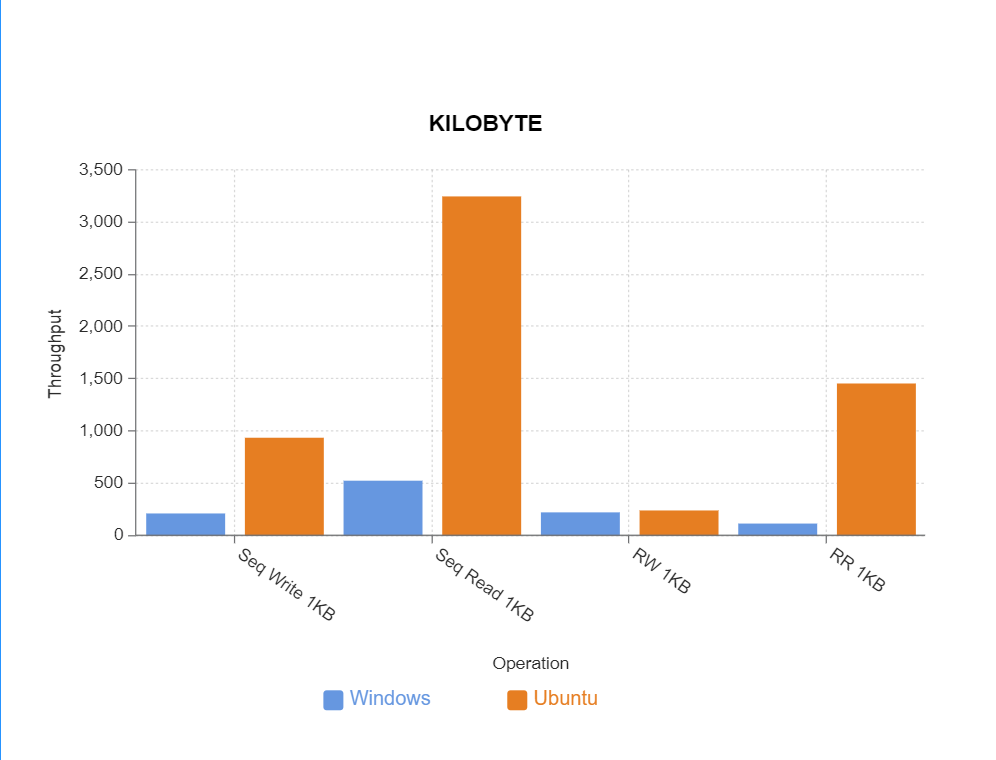 KILOBYTE
3,500
3,000
2,500
2,000
1,500
1,000
500
0
Throughput
Seq Write 1KB
Seq Read 1KB
RW 1KB
RR 1KB
Operation
Windows
Ubuntu